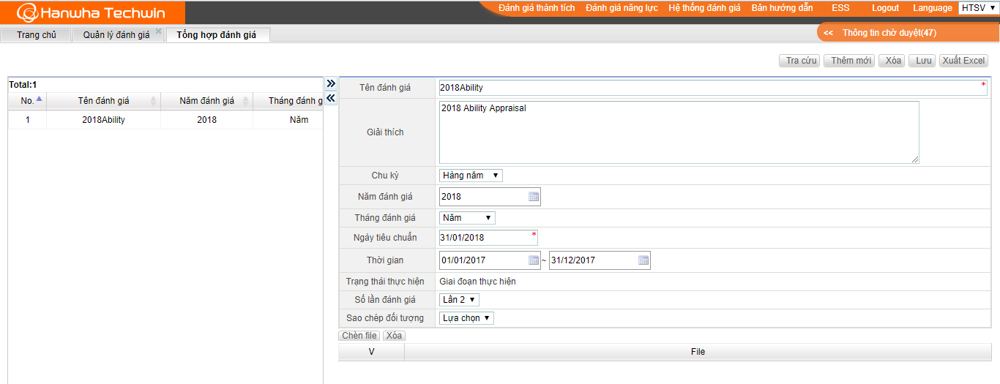 Hanwha Techwin
Đánh giá thành tích Đánh giá năng lực Hệ thống đánh giá Bản hướng dẫn ESS Logout Language HTSV
Trang chủ Quản lý đánh giá Tổng hợp đánh giá
<< Thông tin chờ duyệt(47)
Tra cứu Thêm mới Xóa Lưu Xuất Excel
Total:1
No. Tên đánh giá Năm đánh giá Tháng đánh g
1 2018Ability 2018 Năm
Tên đánh giá 2018Ability *
Giải thích 2018 Ability Appraisal
Chu kỳ Hàng năm
Năm đánh giá 2018
Tháng đánh giá Năm
Ngày tiêu chuẩn 31/01/2018 *
Thời gian 01/01/2017 ~ 31/12/2017
Trạng thái thực hiện Giai đoạn thực hiện
Số lần đánh giá Lần 2
Sao chép đối tượng Lựa chọn
Chèn file Xóa
V File